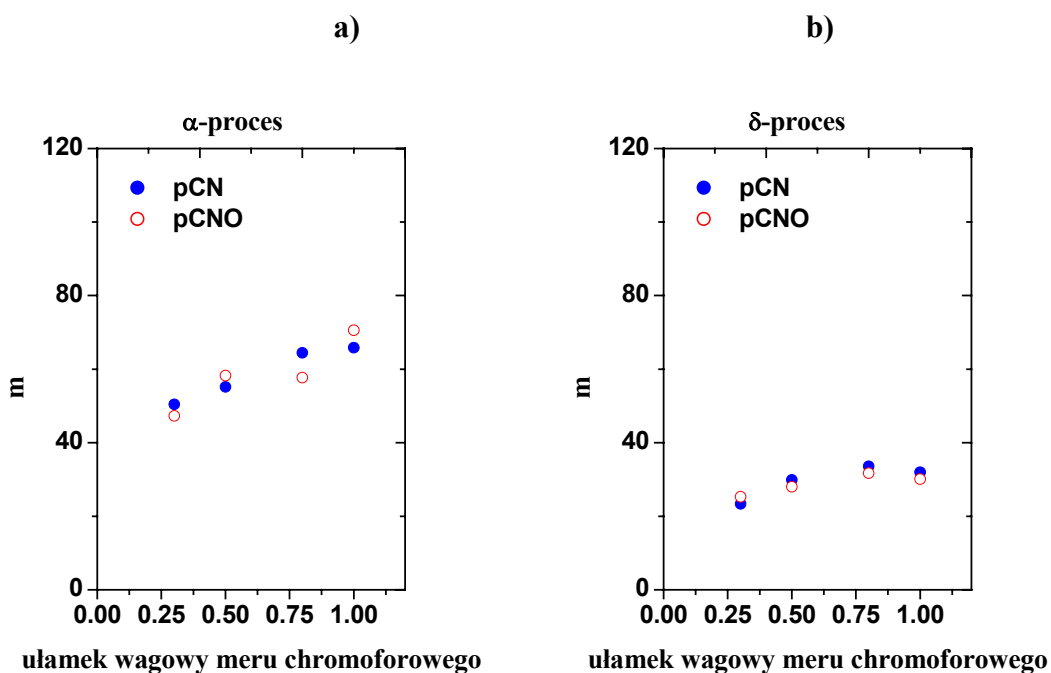 a)
b)
α-proces
120
pCN
pCNO
80
m
40
0
0.00 0.25 0.50 0.75 1.00
ułamek wagowy meru chromoforowego
δ-proces
120
pCN
pCNO
80
m
40
0
0.00 0.25 0.50 0.75 1.00
ułamek wagowy meru chromoforowego